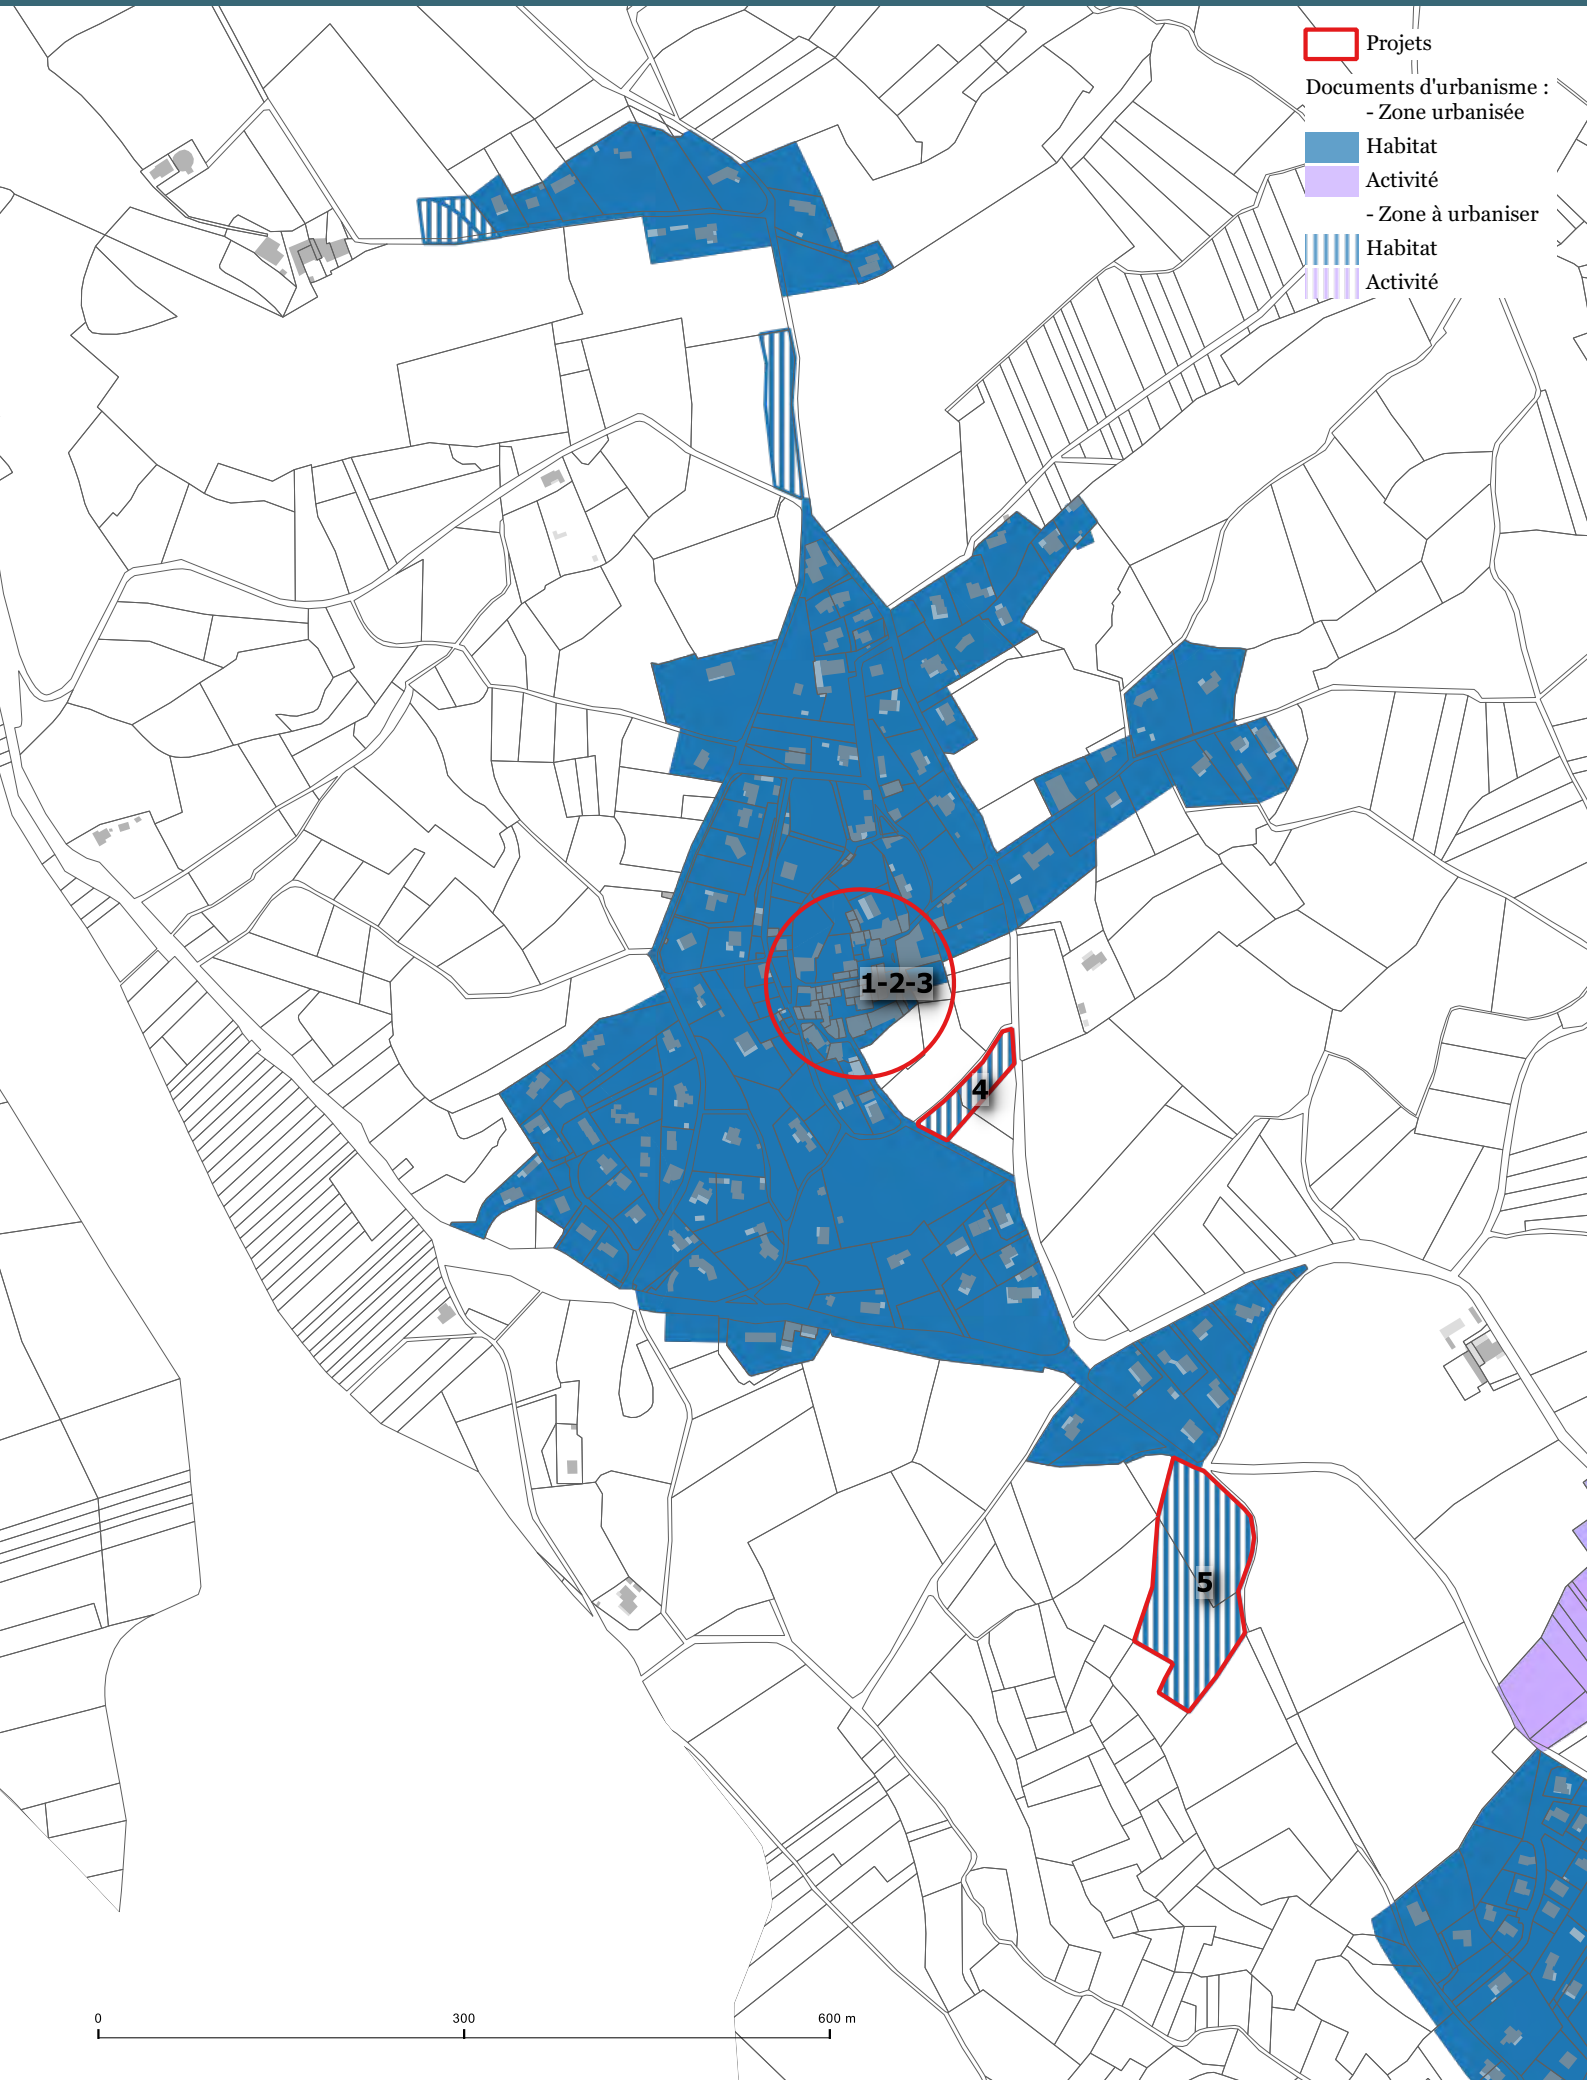 Projets
Documents d'urbanisme :
- Zone urbanisée
Habitat
Activité
- Zone à urbaniser
Habitat
Activité
1-2-3
4
5
0 300 600 m